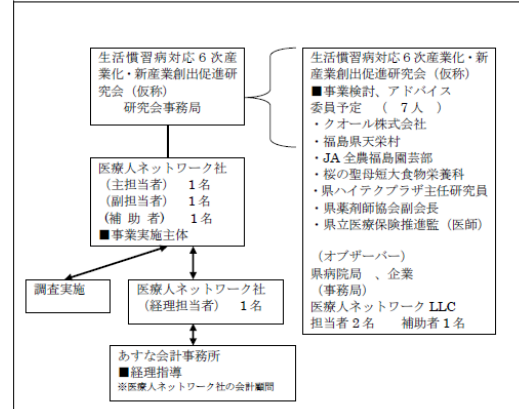 生活慣習病対応６次産
業化・新産業創出促進研
究会（仮称）
研究会事務局
医療人ネットワーク社
（主担当者） １名
（副担当者） １名
(補 助 者） １名
■事業実施主体
調査実施
医療人ネットワーク社
（経理担当者） １名
あすな会計事務所
■経理指導
※医療人ネットワーク社の会計顧問
生活慣習病対応６次産業化・新
産業創出促進研究会（仮称）
■事業検討、アドバイス
委員予定 （ ７人 ）
・クオール株式会社
・福島県天栄村
・JA 全農福島園芸部
・桜の聖母短大食物栄養科
・県ハイテクプラザ主任研究員
・県薬剤師協会副会長
・県立医療保険推進監（医師）
（オブザーバー）
県病院局 、企業
（事務局）
医療人ネットワーク LLC
担当者２名 補助者１名